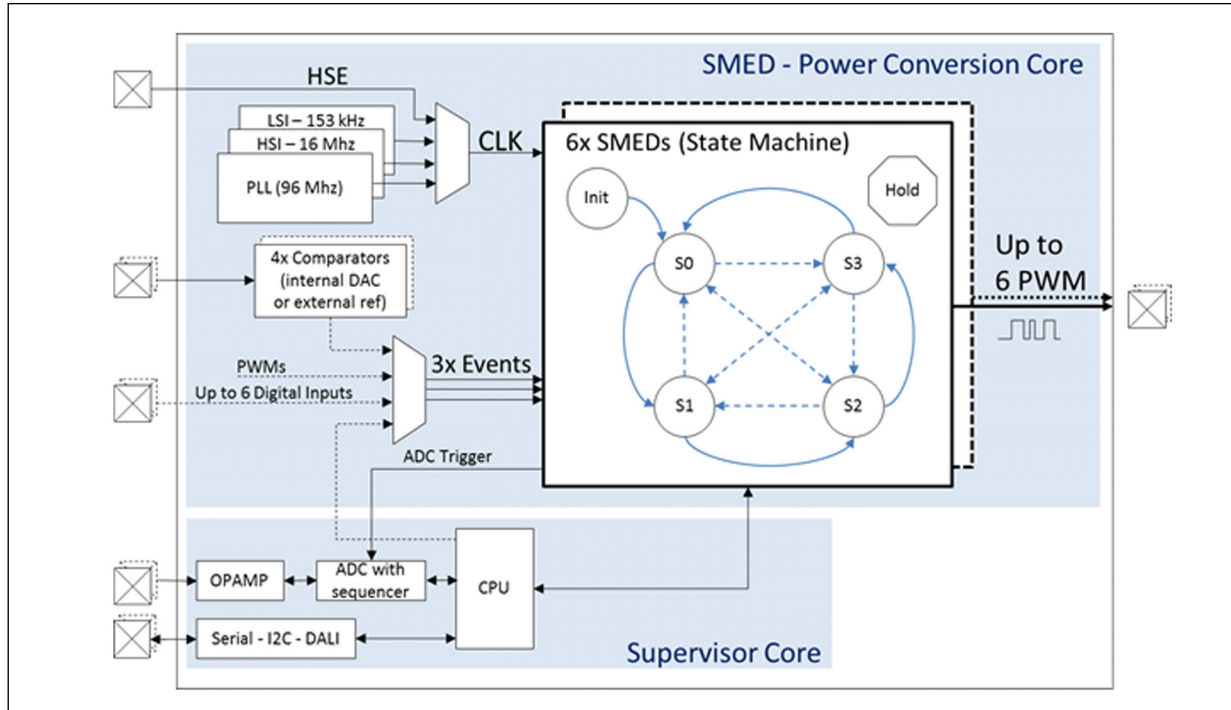 SMED - Power Conversion Core
HSE
LSI – 153 kHz
HSI – 16 Mhz
PLL (96 Mhz)
CLK
6x SMEDs (State Machine)
Init
Hold
S0
S3
S1
S2
Up to
6 PWM
4x Comparators
(internal DAC
or external ref)
PWMs
Up to 6 Digital Inputs
3x Events
ADC Trigger
OPAMP
ADC with
sequencer
CPU
Serial - I2C - DALI
Supervisor Core